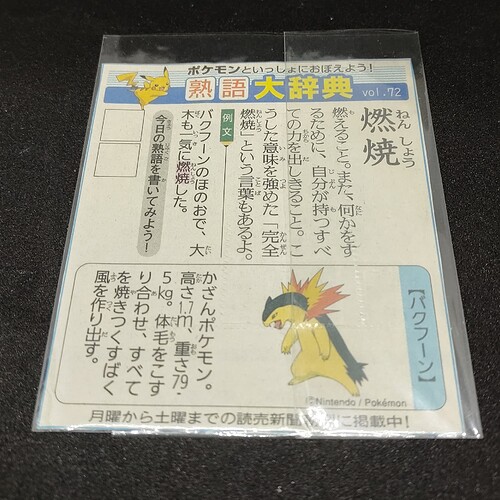 ポケモンといっしょにおぼえよう!
熟語大辞典 vol.72
燃焼
ねんしょう
燃えること。また、何かをす
るために、自分が持つすべ
ての力を出しきること。こ
うした意味を強めた「完全
燃焼」という言葉もあるよ。
例文
バクフーンのほのおで、大
木も一気に燃焼した。
今日の熟語を書いてみよう!
【バクフーン】
かざんポケモン。
高さ1.7m、重さ79.
5kg。体毛をこす
り合わせ、すべて
を焼きつくすばく
風を作り出す。
©Nintendo / Pokémon
月曜から土曜までの読売新聞朝刊に掲載中!